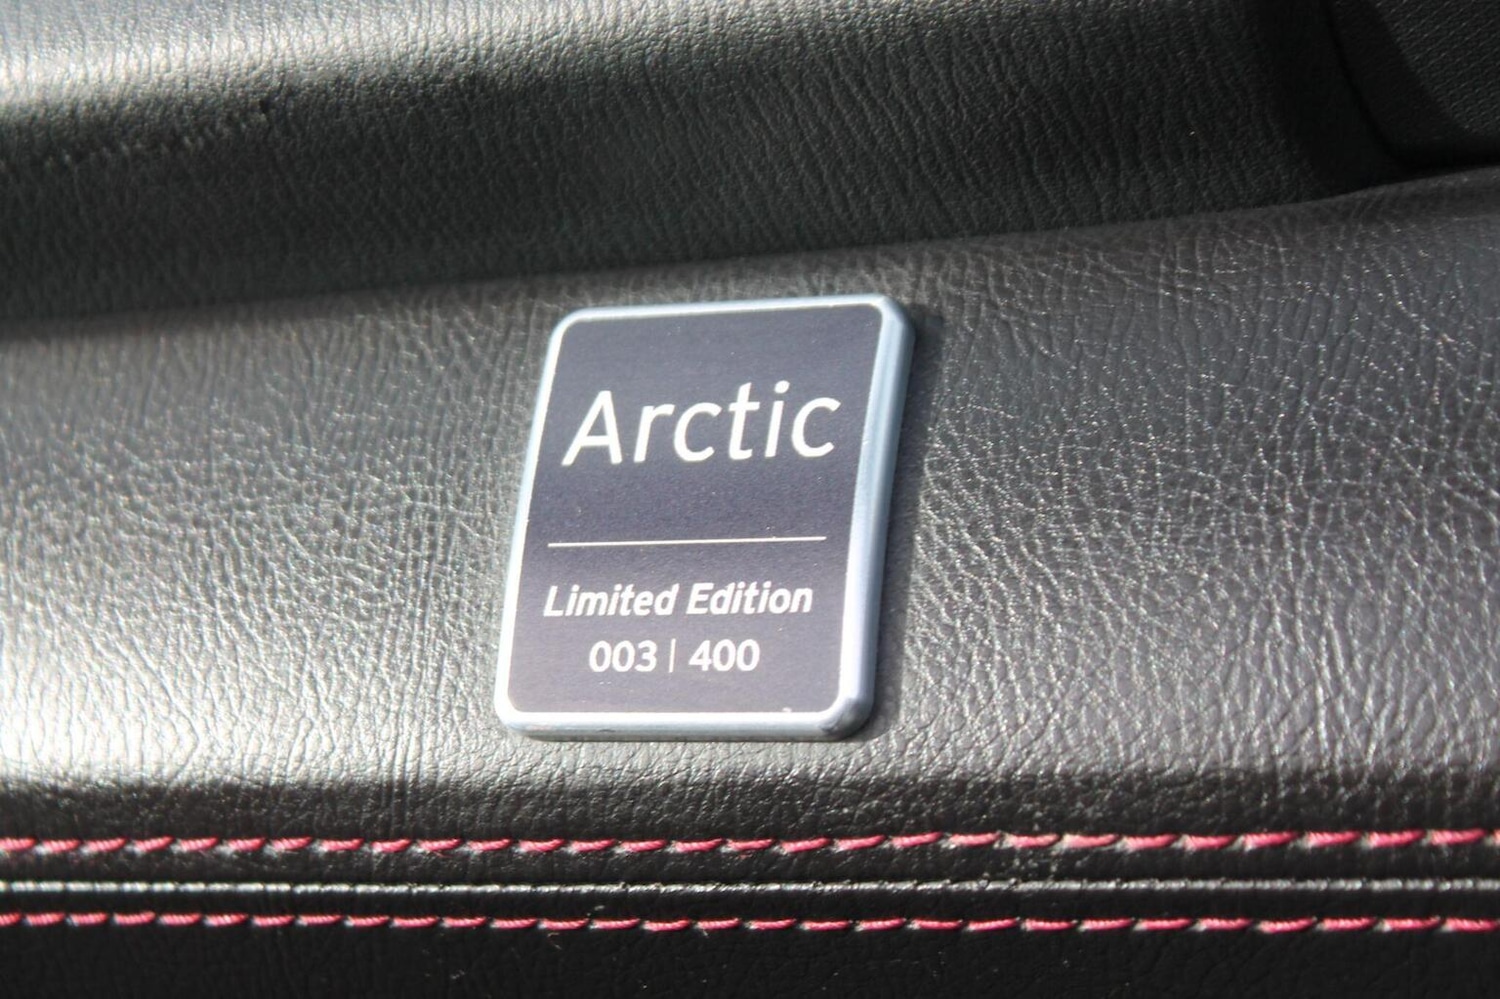 Arctic
Limited Edition
003 | 400